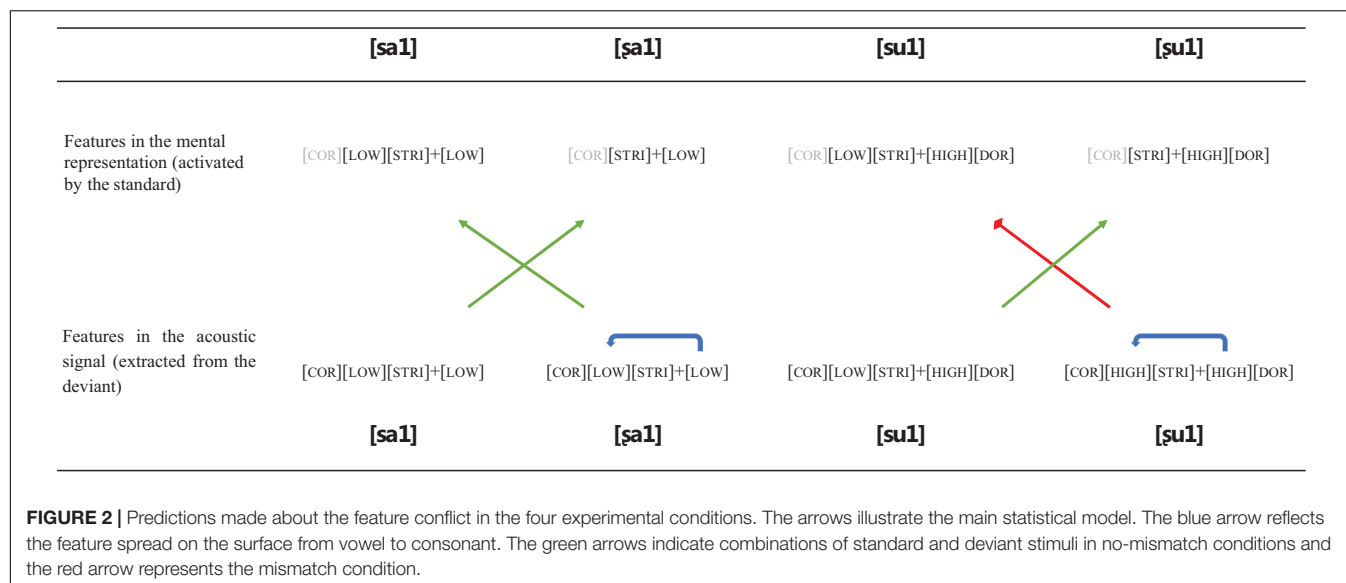 [sa1] [ʂa1] [su1] [ʂu1]
Features in the mental
representation (activated
by the standard)
[COR][LOW][STRI]+[LOW] [COR][STRI]+[LOW] [COR][LOW][STRI]+[HIGH][DOR] [COR][STRI]+[HIGH][DOR]
Features in the acoustic
signal (extracted from the
deviant)
[COR][LOW][STRI]+[LOW] [COR][LOW][STRI]+[LOW] [COR][LOW][STRI]+[HIGH][DOR] [COR][HIGH][STRI]+[HIGH][DOR]
[sa1] [ʂa1] [su1] [ʂu1]
FIGURE 2 | Predictions made about the feature conflict in the four experimental conditions. The arrows illustrate the main statistical model. The blue arrow reflects
the feature spread on the surface from vowel to consonant. The green arrows indicate combinations of standard and deviant stimuli in no-mismatch conditions and
the red arrow represents the mismatch condition.